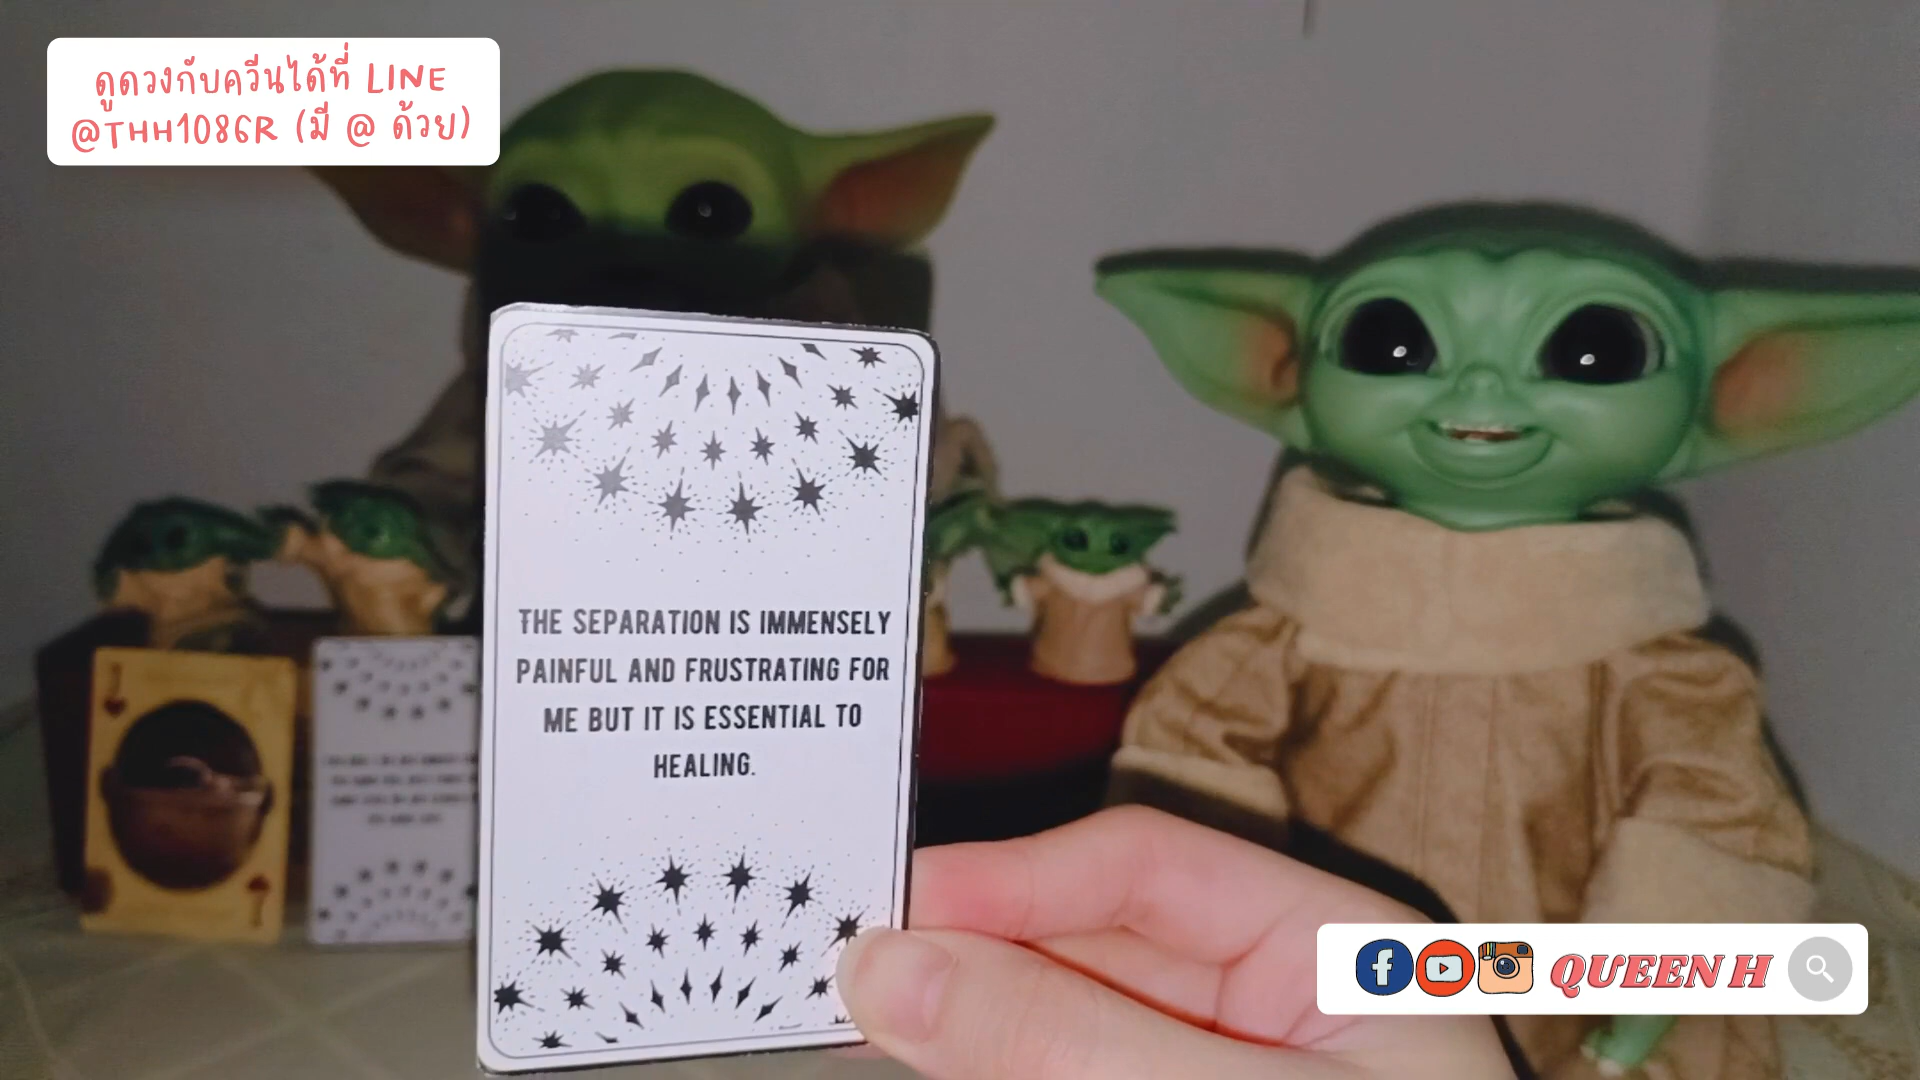 ดูดวงกับควีนได้ที่ LINE
@THH1086R (มี @ ด้วย)
THE SEPARATION IS IMMENSELY
PAINFUL AND FRUSTRATING FOR
ME BUT IT IS ESSENTIAL TO
HEALING.
J
QUEEN H